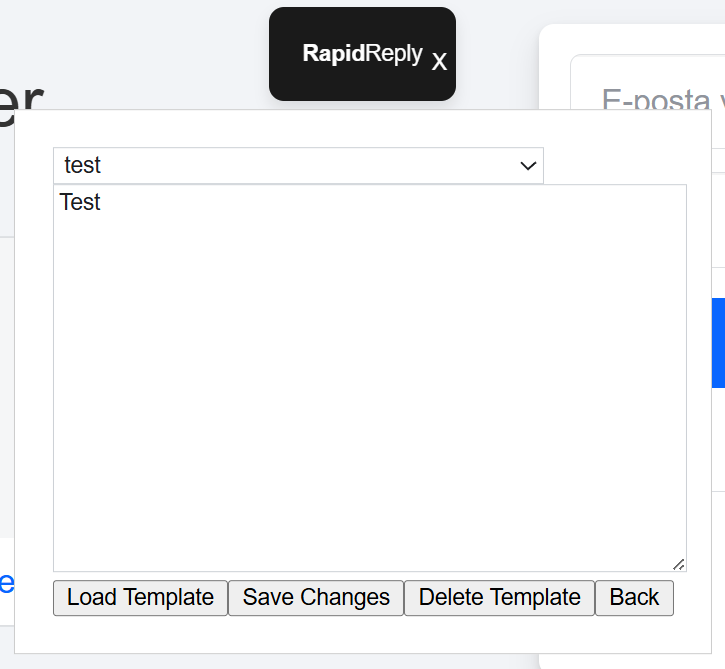 RapidReply X
er
E-posta
test
Test
e
Load Template Save Changes Delete Template Back